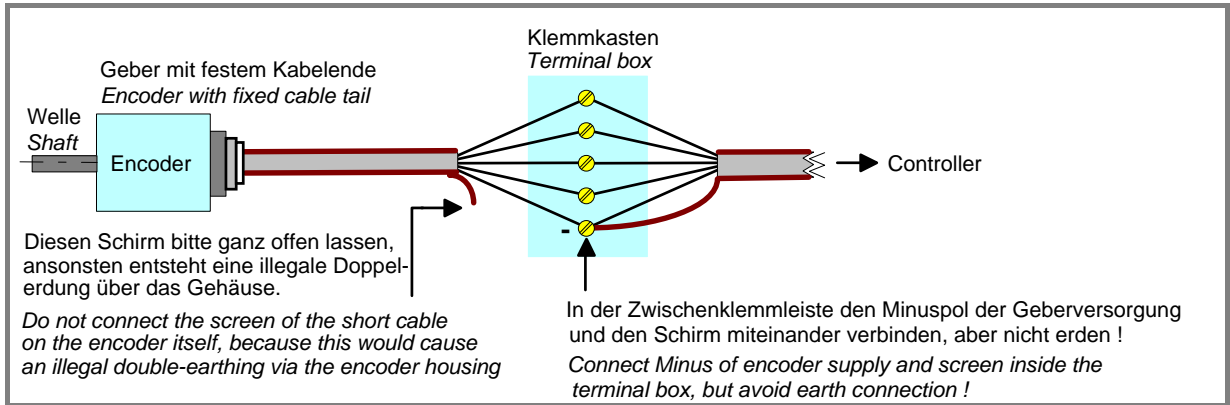 Klemmkasten
Terminal box
Geber mit festem Kabelende
Encoder with fixed cable tail
Welle
Shaft
Encoder
Controller
-
Diesen Schirm bitte ganz offen lassen,
ansonsten entsteht eine illegale Doppel-
erdung über das Gehäuse.
Do not connect the screen of the short cable
on the encoder itself, because this would cause
an illegal double-earthing via the encoder housing
In der Zwischenklemmleiste den Minuspol der Geberversorgung
und den Schirm miteinander verbinden, aber nicht erden !
Connect Minus of encoder supply and screen inside the
terminal box, but avoid earth connection !